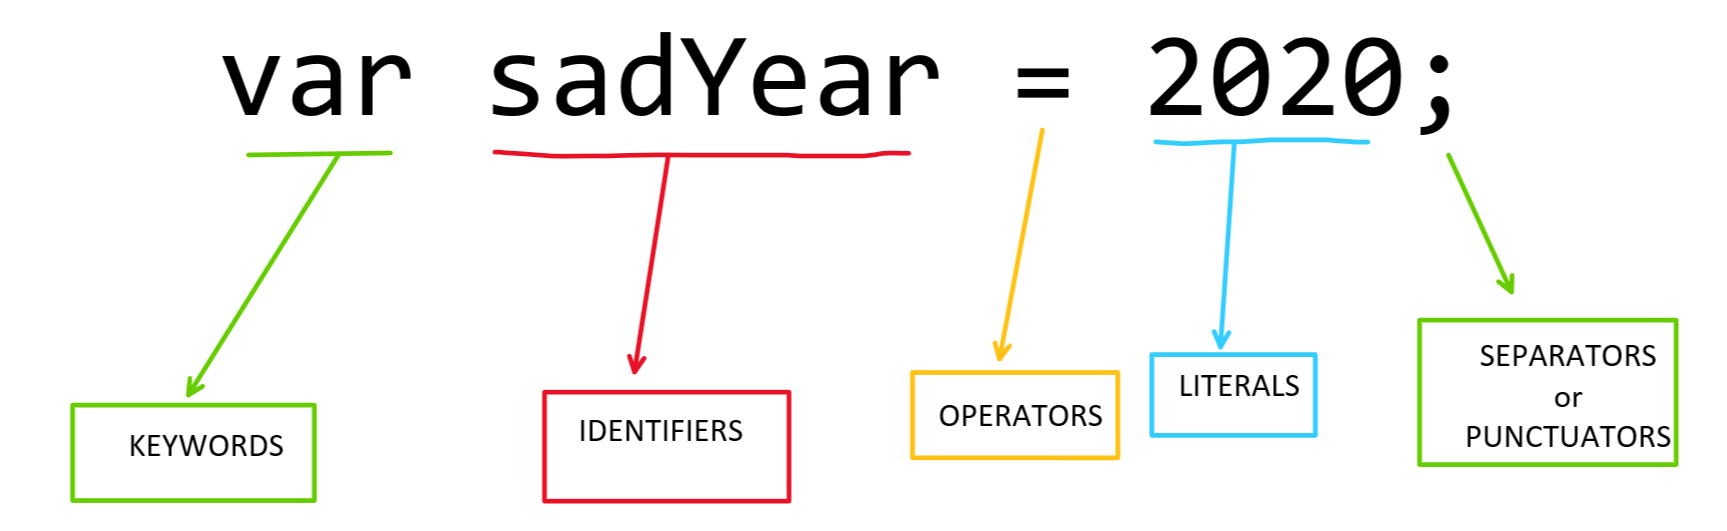 var sadYear = 2020;
KEYWORDS
IDENTIFIERS
OPERATORS
LITERALS
SEPARATORS
or
PUNCTUATORS